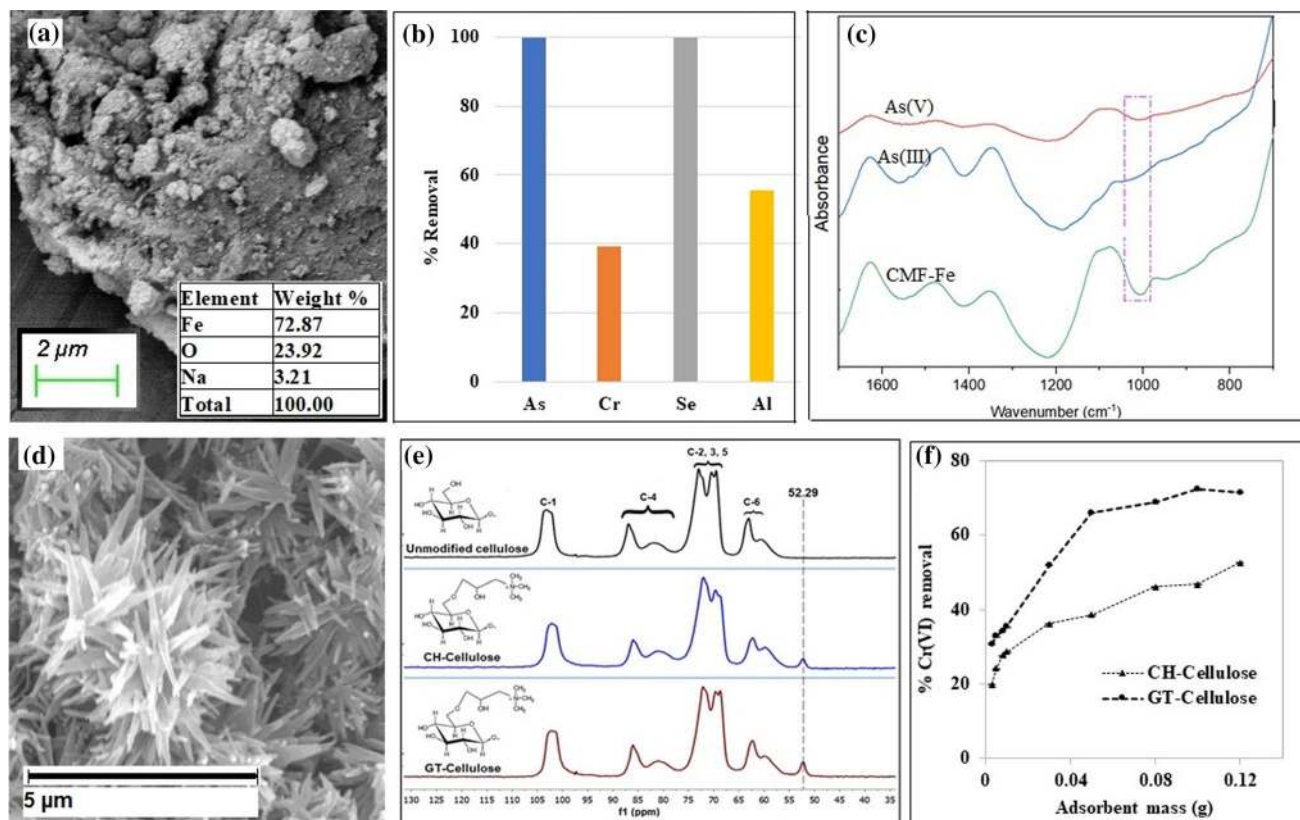 (a)
Element Weight %
Fe 72.87
O 23.92
Na 3.21
Total 100.00
2 µm
(b)
% Removal
100
80
60
40
20
0
As Cr Se Al
(c)
Absorbance
As(V)
As(III)
CMF-Fe
1600 1400 1200 1000 800
Wavenumber (cm⁻¹)
(d)
5 µm
(e)
C-1
C-4
C-2, 3, 5
C-6
52.29
Unmodified cellulose
CH-Cellulose
GT-Cellulose
130 125 120 115 110 105 100 95 90 85 80 75 70 65 60 55 50 45 40 35
f1 (ppm)
(f)
% Cr(VI) removal
80
60
40
20
0
CH-Cellulose
GT-Cellulose
0 0.04 0.08 0.12
Adsorbent mass (g)